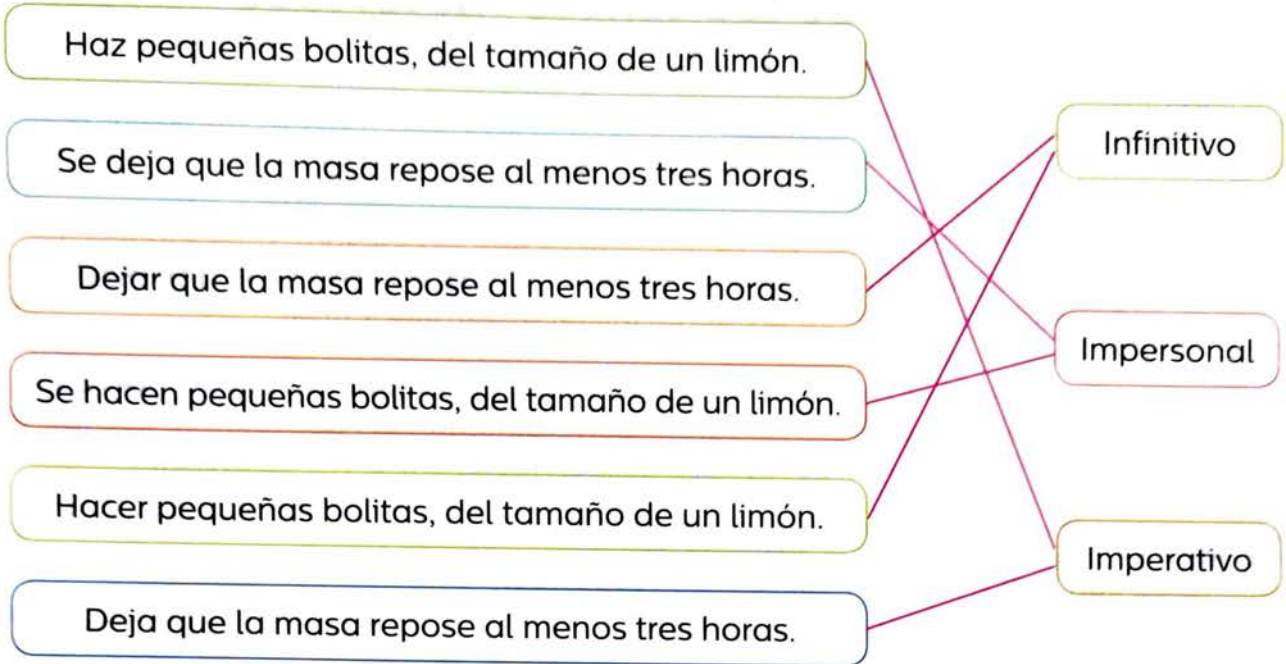 Haz pequeñas bolitas, del tamaño de un limón.
Se deja que la masa repose al menos tres horas.
Dejar que la masa repose al menos tres horas.
Se hacen pequeñas bolitas, del tamaño de un limón.
Hacer pequeñas bolitas, del tamaño de un limón.
Deja que la masa repose al menos tres horas.
Infinitivo
Impersonal
Imperativo